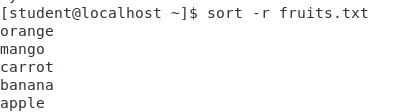 [student@localhost ~]$ sort -r fruits.txt
orange
mango
carrot
banana
apple